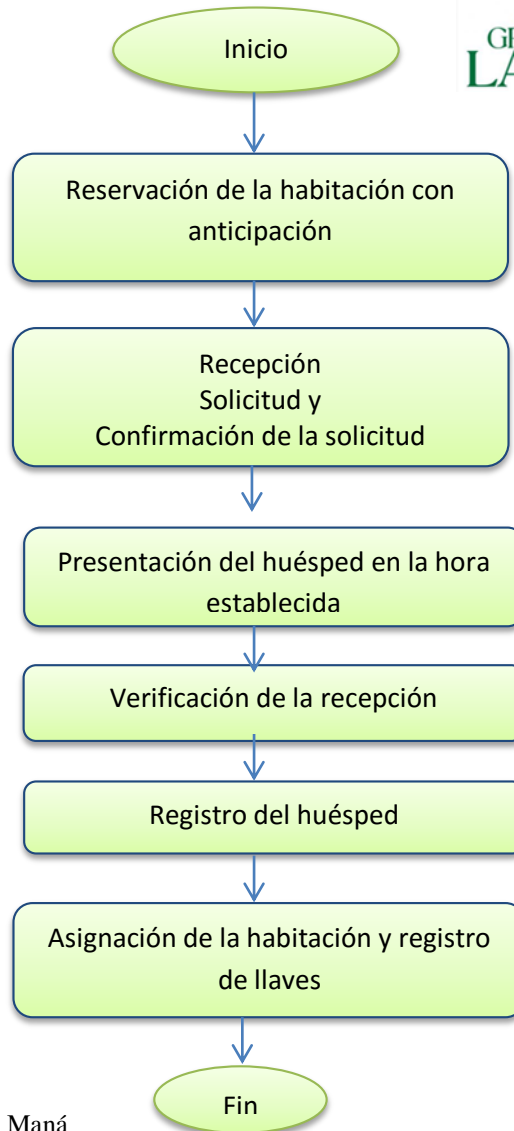 Inicio
Reservación de la habitación con
anticipación
Recepción
Solicitud y
Confirmación de la solicitud
Presentación del huésped en la hora
establecida
Verificación de la recepción
Registro del huésped
Asignación de la habitación y registro
de llaves
Fin
Maná